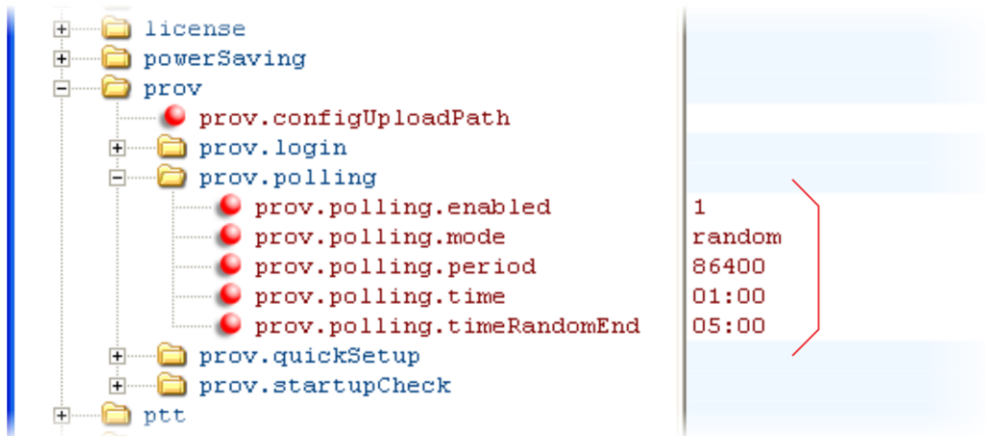 license
powerSaving
prov
prov.configUploadPath
prov.login
prov.polling
prov.polling.enabled 1
prov.polling.mode random
prov.polling.period 86400
prov.polling.time 01:00
prov.polling.timeRandomEnd 05:00
prov.quickSetup
prov.startupCheck
ptt